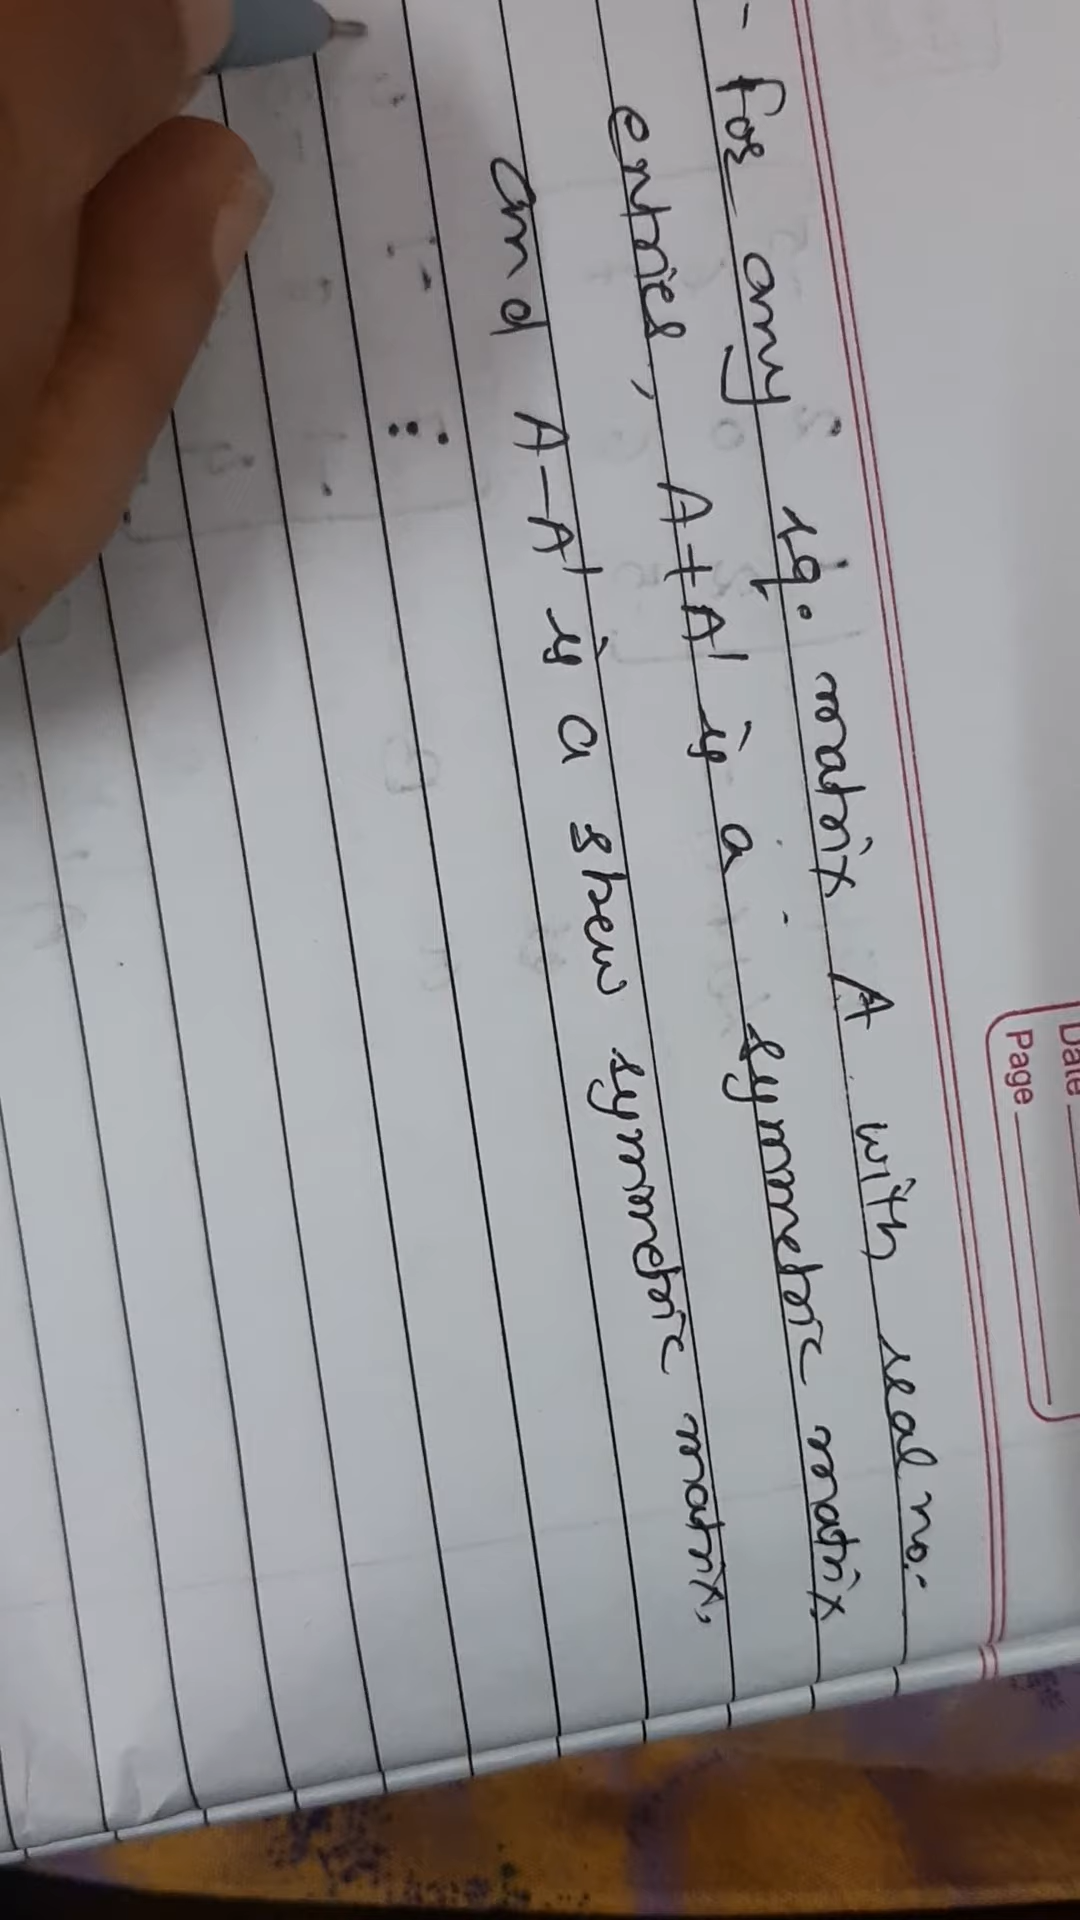 Date
Page
- for any sq. matrix A with real no.
entries, A+A' is a symmetric matrix
and A-A' is a skew symmetric matrix.